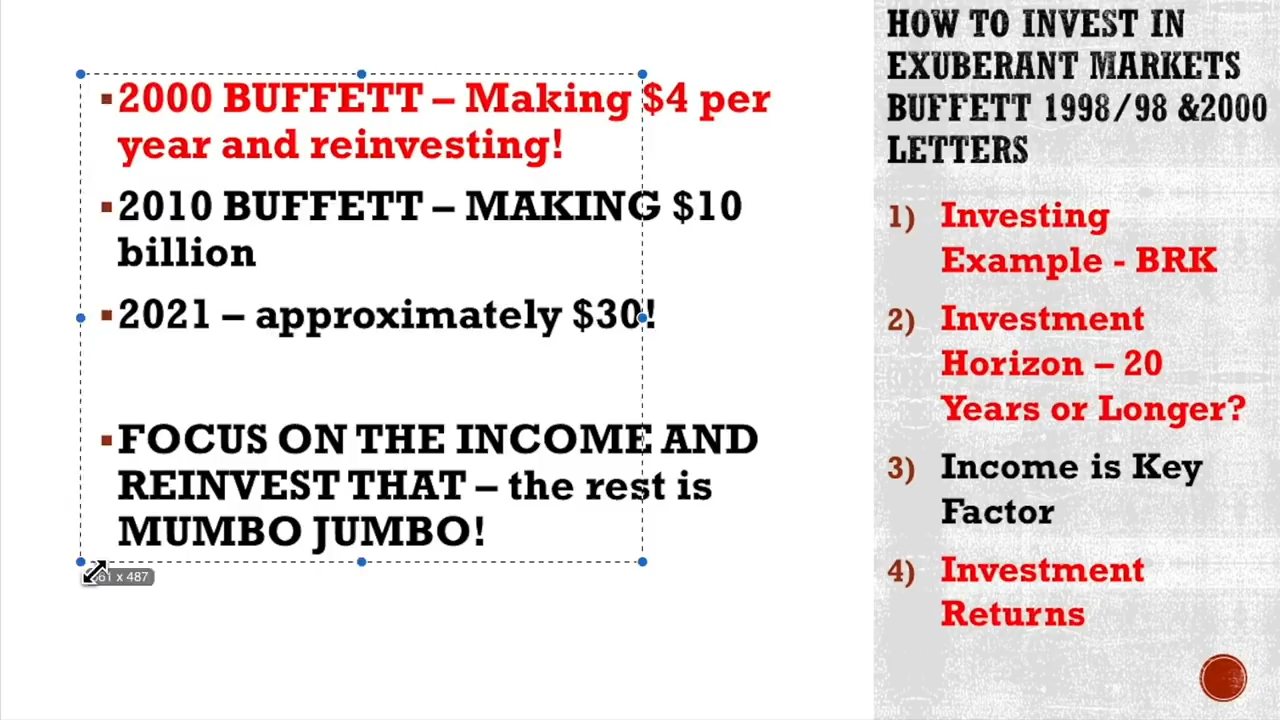 2000 BUFFETT – Making $4 per
year and reinvesting!
2010 BUFFETT – MAKING $10
billion
2021 – approximately $30!
FOCUS ON THE INCOME AND
REINVEST THAT – the rest is
MUMBO JUMBO!
x 487
HOW TO INVEST IN
EXUBERANT MARKETS
BUFFETT 1998/98 &2000
LETTERS
1) Investing
Example - BRK
2) Investment
Horizon – 20
Years or Longer?
3) Income is Key
Factor
4) Investment
Returns